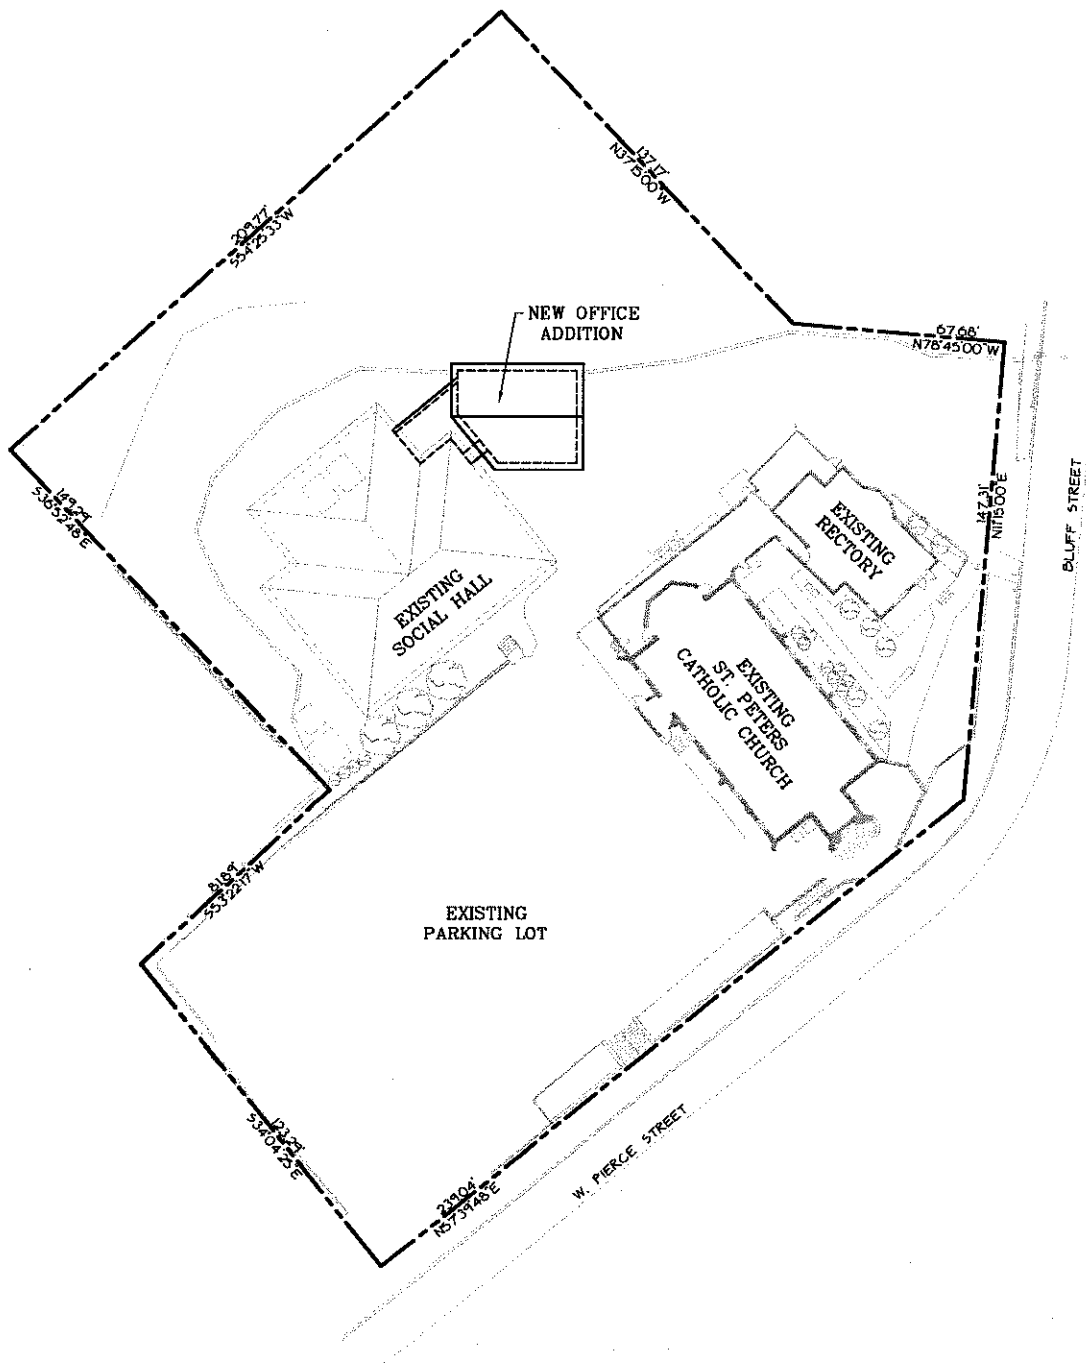 137.17'
N37°15'00"W
209.77'
S54°25'33"W
NEW OFFICE
ADDITION
67.68'
N78°45'00"W
149.29'
S36°52'48"E
147.31'
N11°15'00"E
BLUFF STREET
EXISTING
RECTORY
EXISTING
SOCIAL HALL
EXISTING
ST. PETERS
CATHOLIC CHURCH
81.89'
S53°22'17"W
EXISTING
PARKING LOT
123.29'
S34°04'25"E
239.04'
N57°39'48"E
W. PIERCE STREET